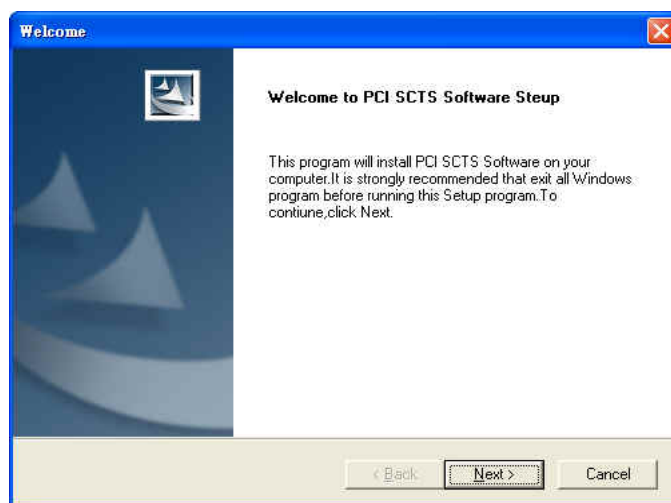 Welcome
Welcome to PCI SCTS Software Steup
This program will install PCI SCTS Software on your
computer.It is strongly recommended that exit all Windows
program before running this Setup program.To
contiune,click Next.
< Back
Next >
Cancel